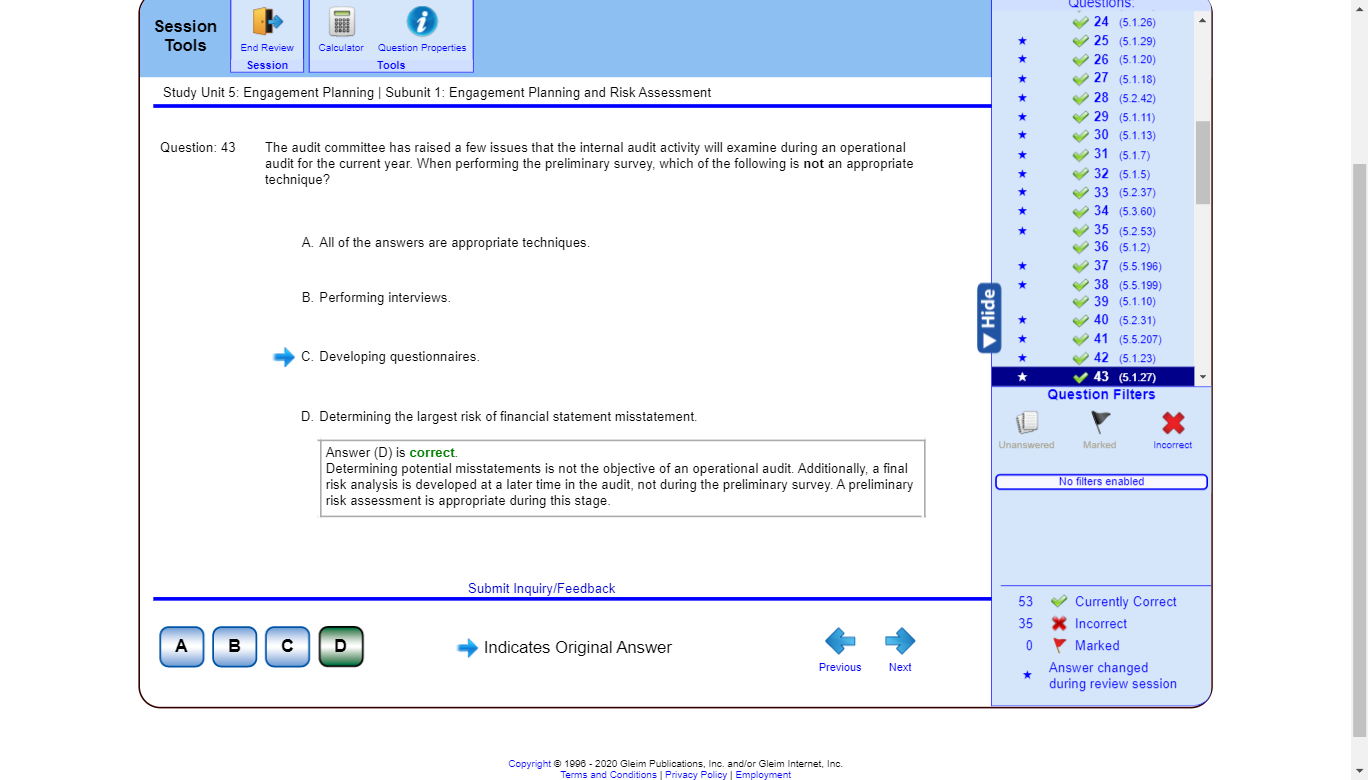 Session
Tools
End Review
Session
Calculator
Question Properties
Tools
Study Unit 5: Engagement Planning | Subunit 1: Engagement Planning and Risk Assessment
Question: 43
The audit committee has raised a few issues that the internal audit activity will examine during an operational
audit for the current year. When performing the preliminary survey, which of the following is not an appropriate
technique?
A. All of the answers are appropriate techniques.
B. Performing interviews.
C. Developing questionnaires.
D. Determining the largest risk of financial statement misstatement.
Answer (D) is correct.
Determining potential misstatements is not the objective of an operational audit. Additionally, a final
risk analysis is developed at a later time in the audit, not during the preliminary survey. A preliminary
risk assessment is appropriate during this stage.
Submit Inquiry/Feedback
A
B
C
D
Indicates Original Answer
Previous
Next
Hide
Questions:
24 (5.1.26)
25 (5.1.29)
26 (5.1.20)
27 (5.1.18)
28 (5.2.42)
29 (5.1.11)
30 (5.1.13)
31 (5.1.7)
32 (5.1.5)
33 (5.2.37)
34 (5.3.60)
35 (5.2.53)
36 (5.1.2)
37 (5.5.196)
38 (5.5.199)
39 (5.1.10)
40 (5.2.31)
41 (5.5.207)
42 (5.1.23)
43 (5.1.27)
Question Filters
Unanswered
Marked
Incorrect
No filters enabled
53 Currently Correct
35 Incorrect
0 Marked
Answer changed
during review session
Copyright © 1996 - 2020 Gleim Publications, Inc. and/or Gleim Internet, Inc.
Terms and Conditions | Privacy Policy | Employment